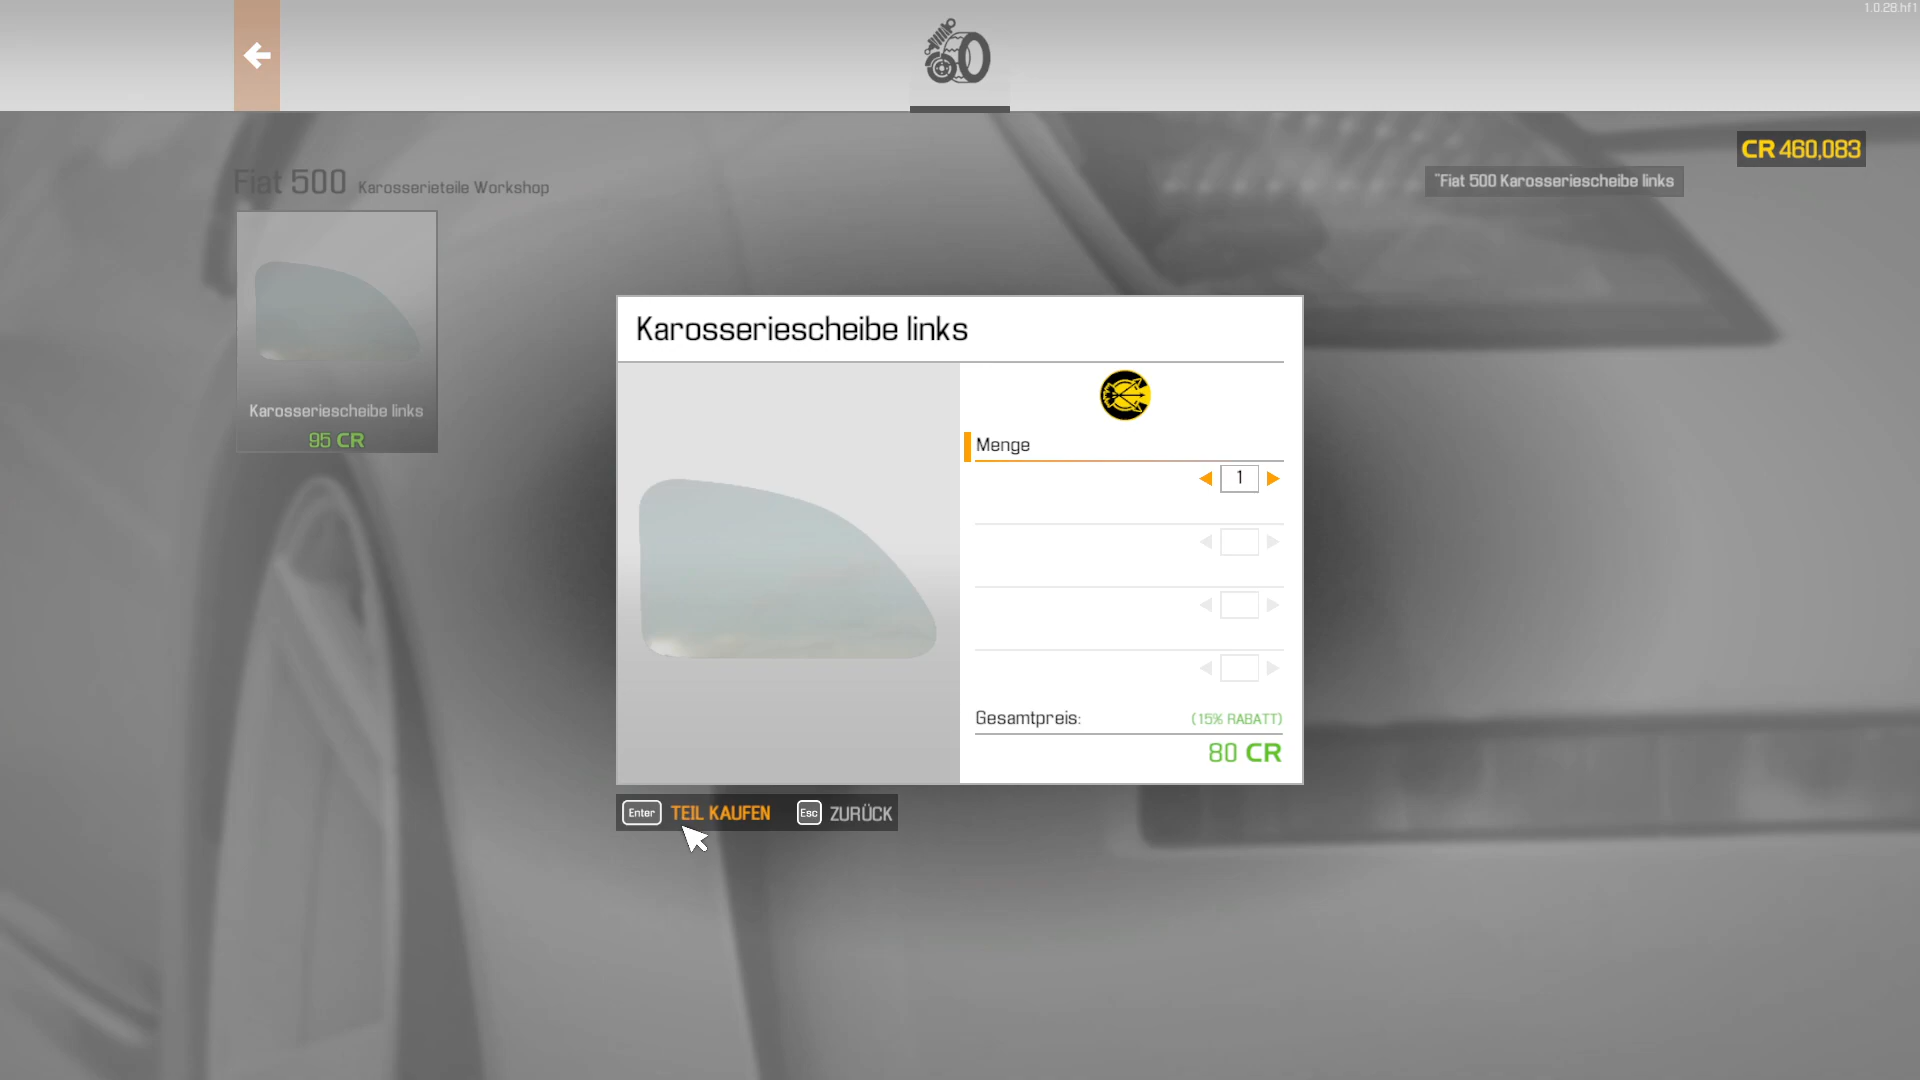 1.0.28.hf1
CR 460,083
Fiat 500 Karosserieteile Workshop
"Fiat 500 Karosseriescheibe links
Karosseriescheibe links
95 CR
Karosseriescheibe links
Menge
1
Gesamtpreis: (15% RABATT)
80 CR
Enter TEIL KAUFEN Esc ZURÜCK